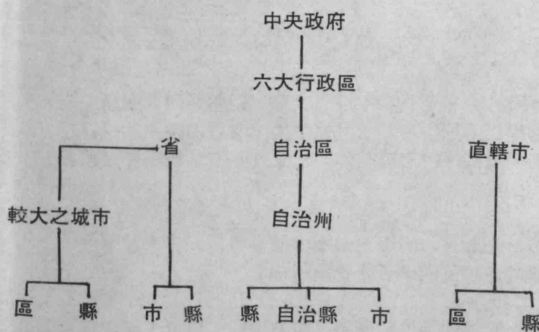 中央政府
六大行政區
省 自治區 直轄市
較大之城市 自治州
區 縣 市 縣 縣 自治縣 市 區 縣